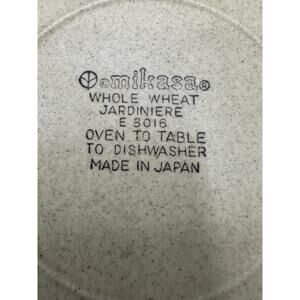 ©mikasa®
WHOLE WHEAT
JARDINIERE
E 8016
OVEN TO TABLE
TO DISHWASHER
MADE IN JAPAN